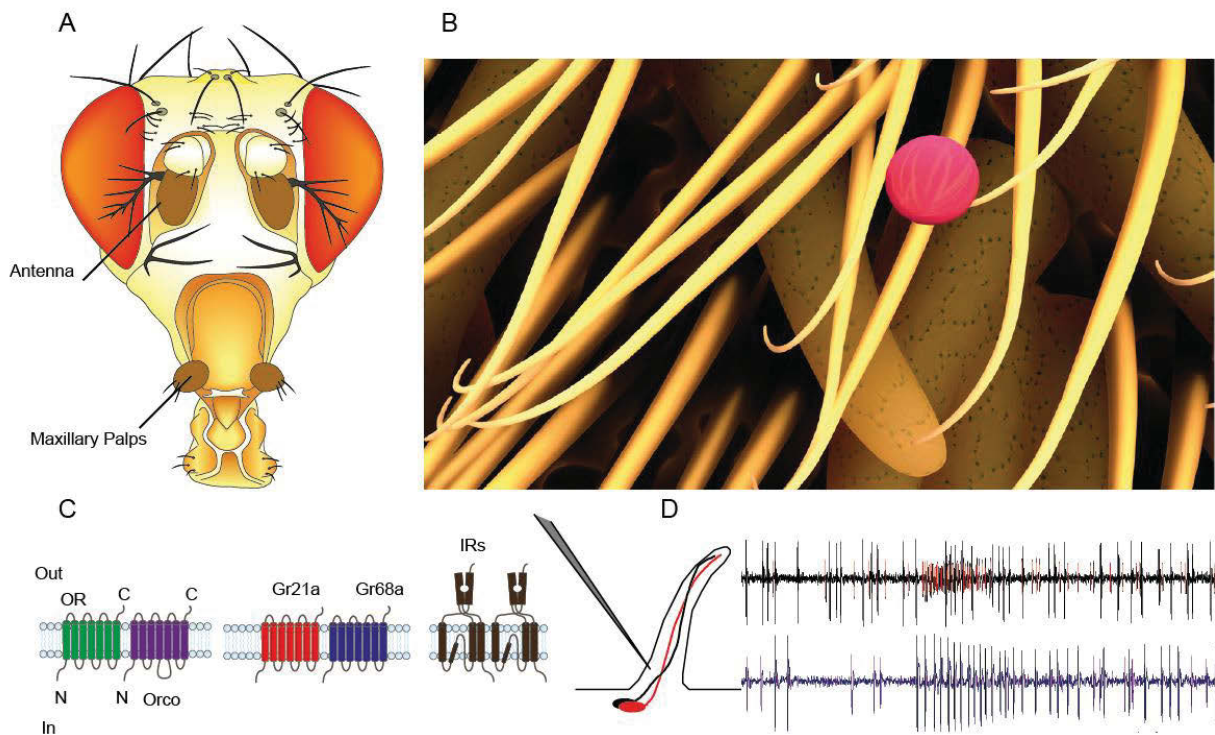 A
B
Antenna
Maxillary Palps
C
D
IRs
Out
OR
C
C
Gr21a
Gr68a
N
N
Orco
In